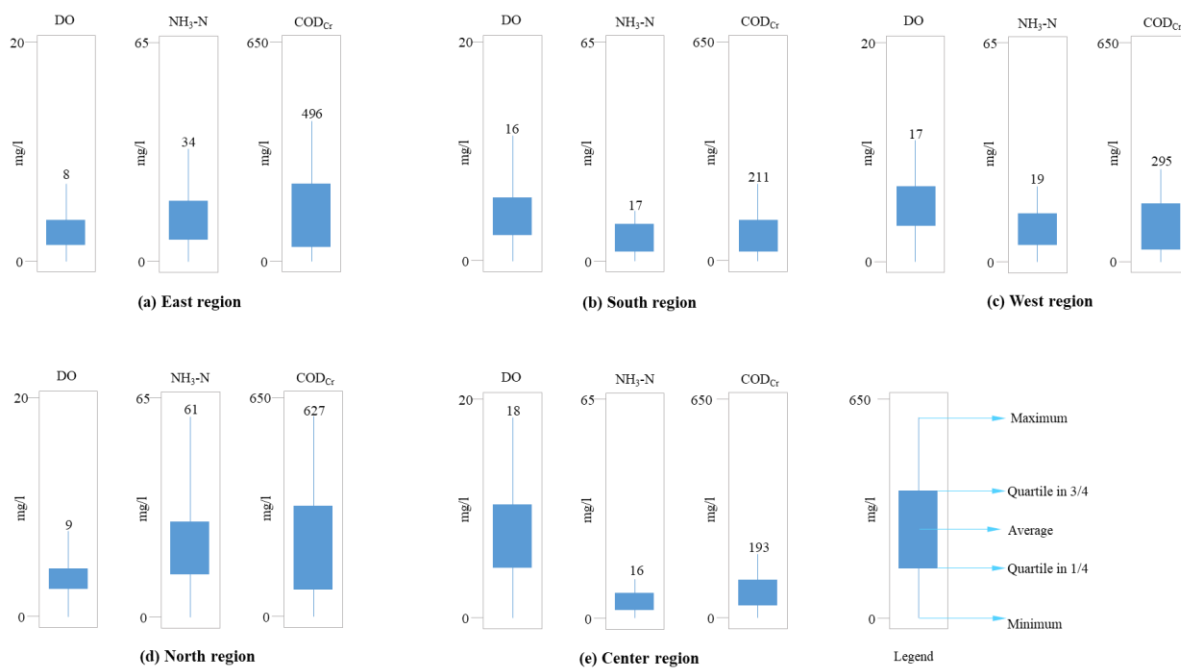 DO
NH3-N
CODCr
20
65
650
8
34
496
mg/l
mg/l
mg/l
0
0
0
(a) East region
DO
NH3-N
CODCr
20
65
650
16
17
211
mg/l
mg/l
mg/l
0
0
0
(b) South region
DO
NH3-N
CODCr
20
65
650
17
19
295
mg/l
mg/l
mg/l
0
0
0
(c) West region
DO
NH3-N
CODCr
20
65
650
9
61
627
mg/l
mg/l
mg/l
0
0
0
(d) North region
DO
NH3-N
CODCr
20
65
650
18
16
193
mg/l
mg/l
mg/l
0
0
0
(e) Center region
650
mg/l
0
Maximum
Quartile in 3/4
Average
Quartile in 1/4
Minimum
Legend